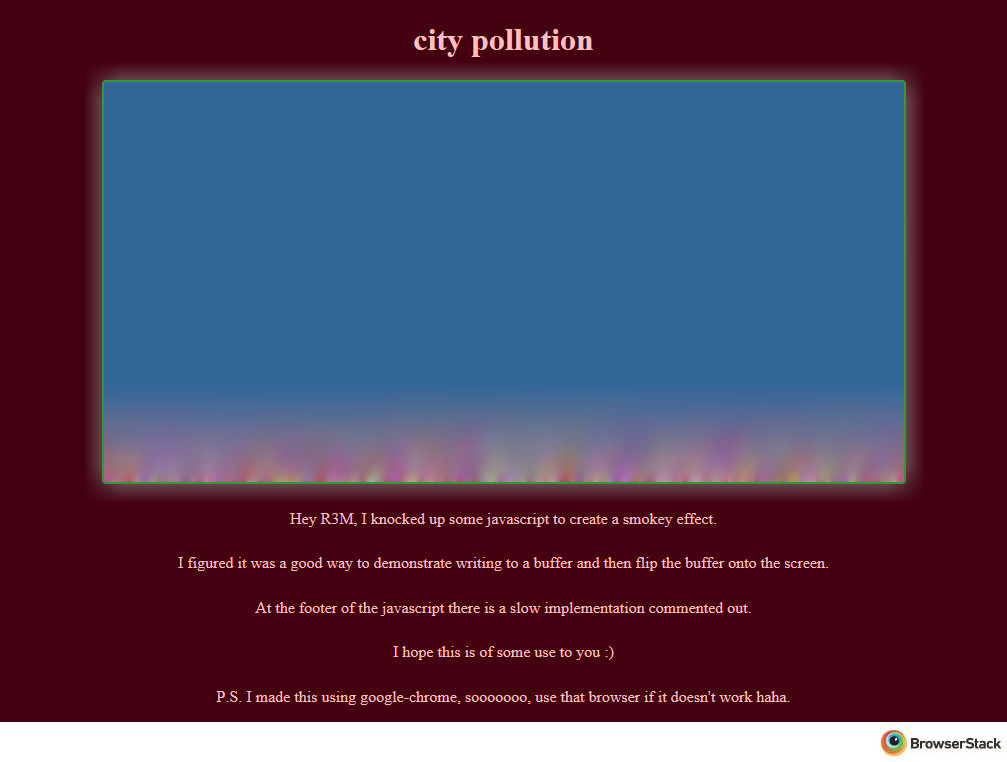 city pollution
Hey R3M, I knocked up some javascript to create a smokey effect.
I figured it was a good way to demonstrate writing to a buffer and then flip the buffer onto the screen.
At the footer of the javascript there is a slow implementation commented out.
I hope this is of some use to you :)
P.S. I made this using google-chrome, sooooooo, use that browser if it doesn't work haha.
BrowserStack